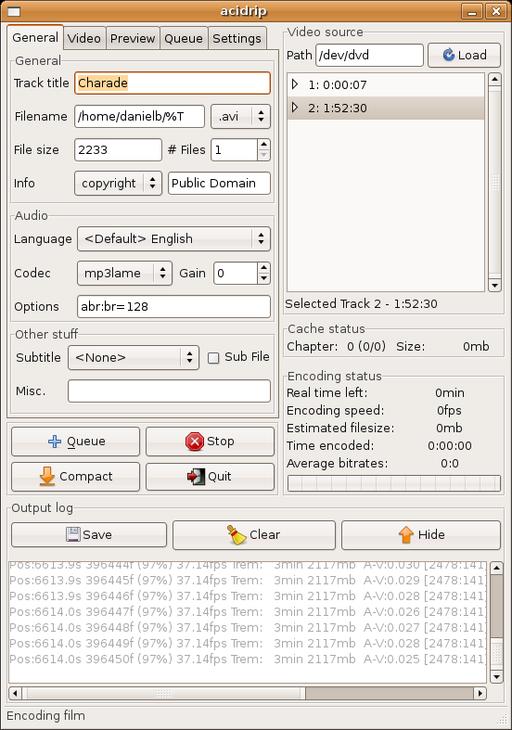 acidrip
General Video Preview Queue Settings
General
Track title Charade
Filename /home/danielb/%T .avi
File size 2233 # Files 1
Info copyright Public Domain
Audio
Language <Default> English
Codec mp3lame Gain 0
Options abr:br=128
Other stuff
Subtitle <None> Sub File
Misc.
Queue Stop
Compact Quit
Video source
Path /dev/dvd Load
1: 0:00:07
2: 1:52:30
Selected Track 2 - 1:52:30
Cache status
Chapter: 0 (0/0) Size: 0mb
Encoding status
Real time left: 0min
Encoding speed: 0fps
Estimated filesize: 0mb
Time encoded: 0:00:00
Average bitrates: 0:0
Output log
Save Clear Hide
Pos:6613.9s 396444f (97%) 37.14fps Trem: 3min 2117mb A-V:0.030 [2478:141]
Pos:6613.9s 396445f (97%) 37.14fps Trem: 3min 2117mb A-V:0.029 [2478:141]
Pos:6613.9s 396446f (97%) 37.14fps Trem: 3min 2117mb A-V:0.028 [2478:141]
Pos:6614.0s 396447f (97%) 37.14fps Trem: 3min 2117mb A-V:0.026 [2478:141]
Pos:6614.0s 396448f (97%) 37.14fps Trem: 3min 2117mb A-V:0.027 [2478:141]
Pos:6614.0s 396449f (97%) 37.14fps Trem: 3min 2117mb A-V:0.028 [2478:141]
Pos:6614.0s 396450f (97%) 37.14fps Trem: 3min 2117mb A-V:0.025 [2478:141]
Encoding film